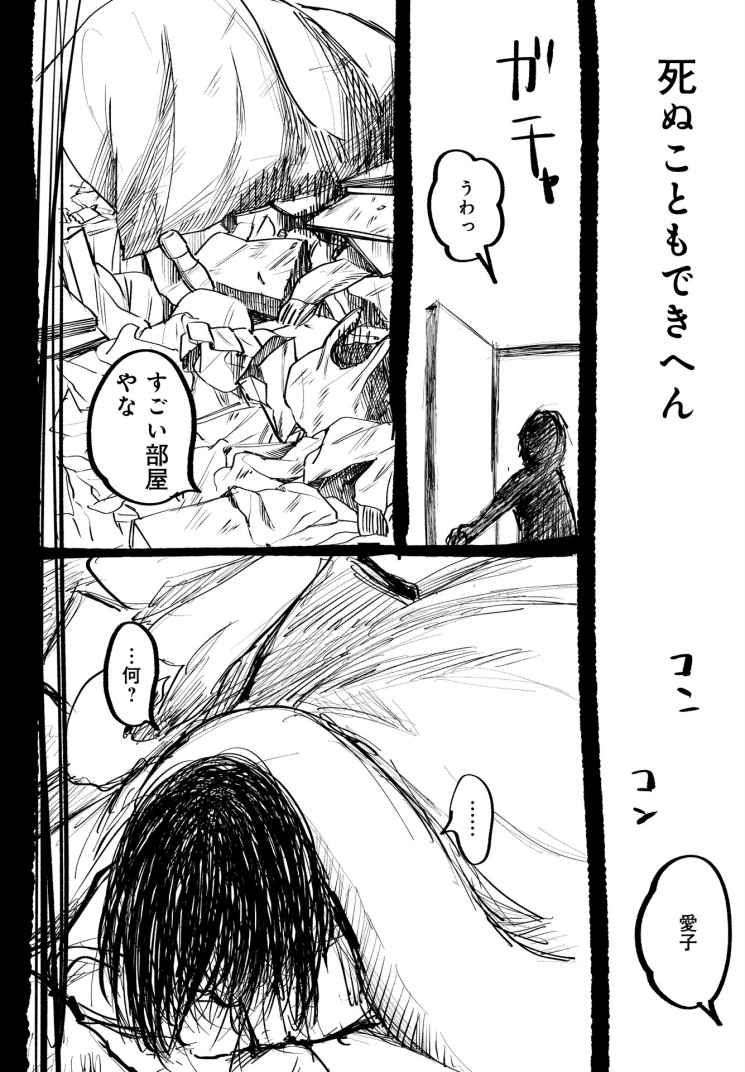 死ぬこともできへん
コン
コン
愛子
ガチャ
うわっ
すごい部屋
やな
……
…何?